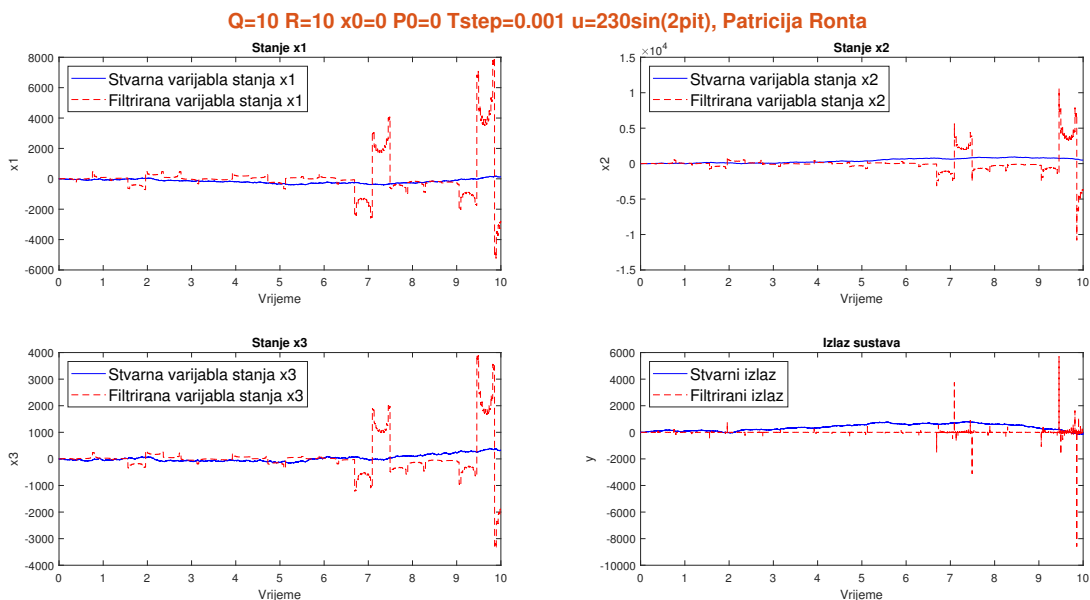 Q=10 R=10 x0=0 P0=0 Tstep=0.001 u=230sin(2pit), Patricija Ronta
Stanje x1
8000
6000
4000
2000
0
-2000
-4000
-6000
x1
Stvarna varijabla stanja x1
Filtrirana varijabla stanja x1
0 1 2 3 4 5 6 7 8 9 10
Vrijeme
Stanje x2
×10^4
1.5
1
0.5
0
-0.5
-1
-1.5
x2
Stvarna varijabla stanja x2
Filtrirana varijabla stanja x2
0 1 2 3 4 5 6 7 8 9 10
Vrijeme
Stanje x3
4000
3000
2000
1000
0
-1000
-2000
-3000
-4000
x3
Stvarna varijabla stanja x3
Filtrirana varijabla stanja x3
0 1 2 3 4 5 6 7 8 9 10
Vrijeme
Izlaz sustava
6000
4000
2000
0
-2000
-4000
-6000
-8000
-10000
y
Stvarni izlaz
Filtrirani izlaz
0 1 2 3 4 5 6 7 8 9 10
Vrijeme